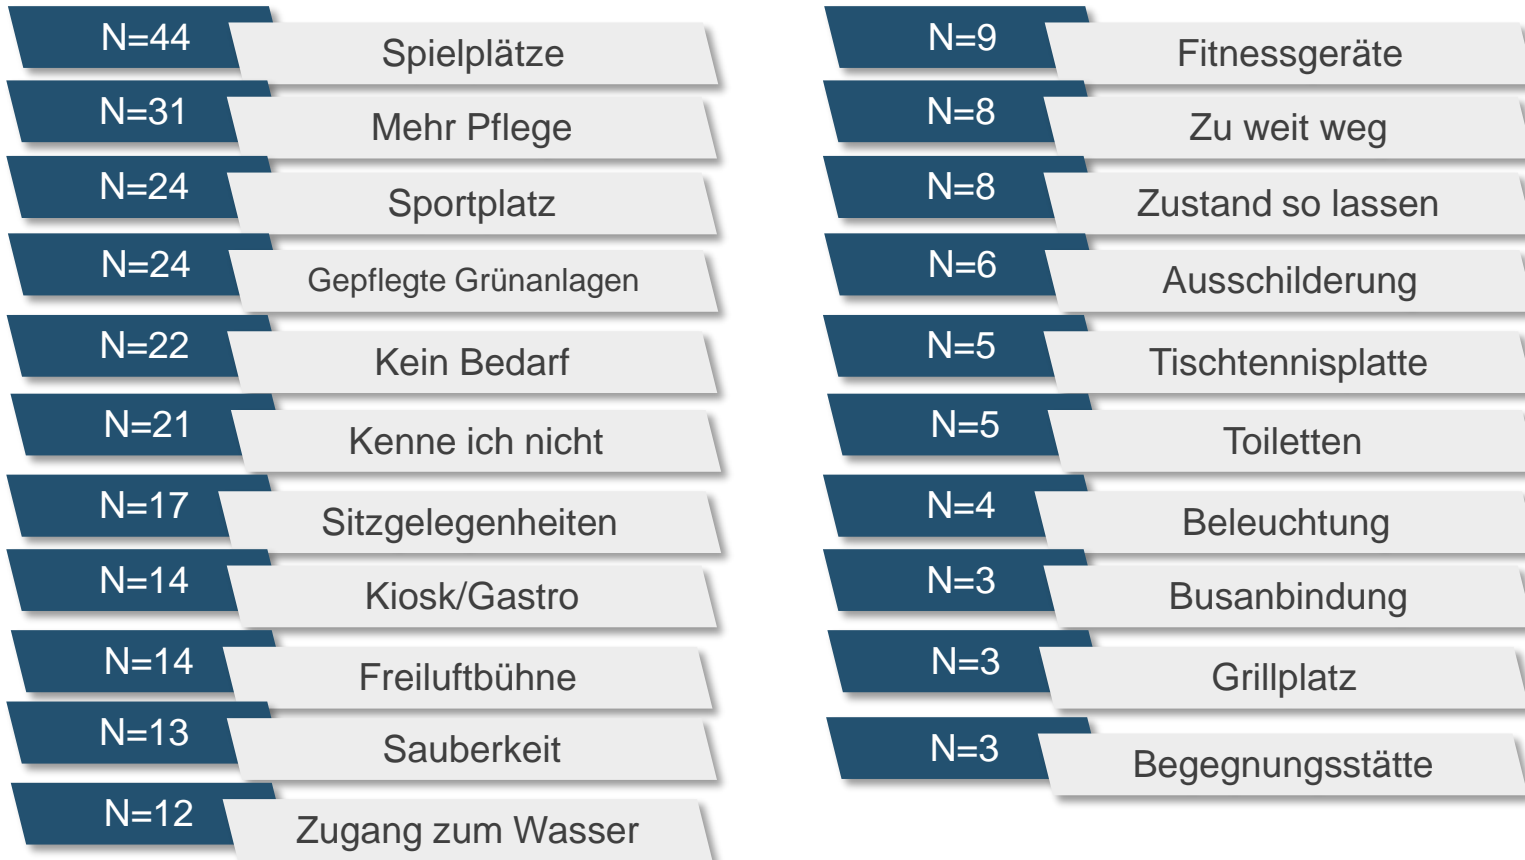 N=44
Spielplätze
N=31
Mehr Pflege
N=24
Sportplatz
N=24
Gepflegte Grünanlagen
N=22
Kein Bedarf
N=21
Kenne ich nicht
N=17
Sitzgelegenheiten
N=14
Kiosk/Gastro
N=14
Freiluftbühne
N=13
Sauberkeit
N=12
Zugang zum Wasser
N=9
Fitnessgeräte
N=8
Zu weit weg
N=8
Zustand so lassen
N=6
Ausschilderung
N=5
Tischtennisplatte
N=5
Toiletten
N=4
Beleuchtung
N=3
Busanbindung
N=3
Grillplatz
N=3
Begegnungsstätte